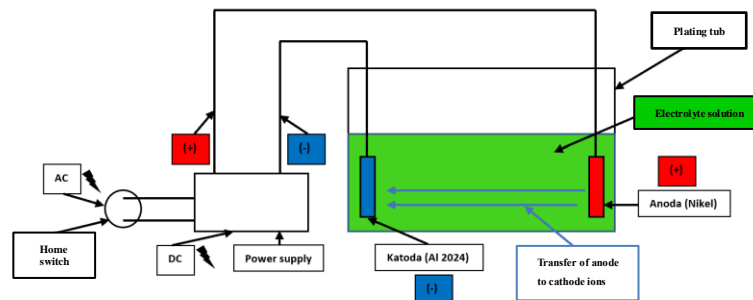 Plating tub
Electrolyte solution
(+)
(-)
(+)
AC
Anoda (Nikel)
Home
switch
DC
Power supply
Katoda (Al 2024)
Transfer of anode
to cathode ions
(-)